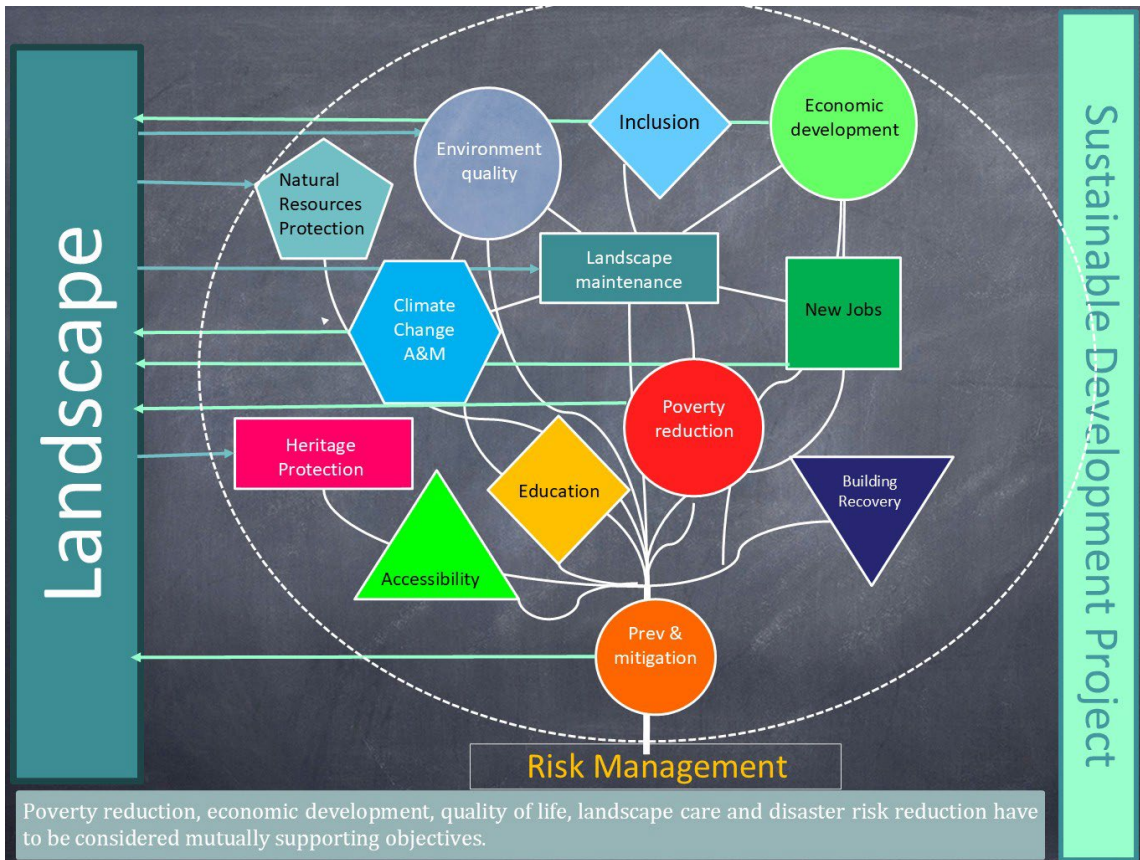 Landscape
Inclusion
Economic
development
Environment
quality
Natural
Resources
Protection
Landscape
maintenance
Climate
Change
A&M
New Jobs
Poverty
reduction
Heritage
Protection
Education
Building
Recovery
Accessibility
Prev &
mitigation
Risk Management
Sustainable Development Project
Poverty reduction, economic development, quality of life, landscape care and disaster risk reduction have
to be considered mutually supporting objectives.